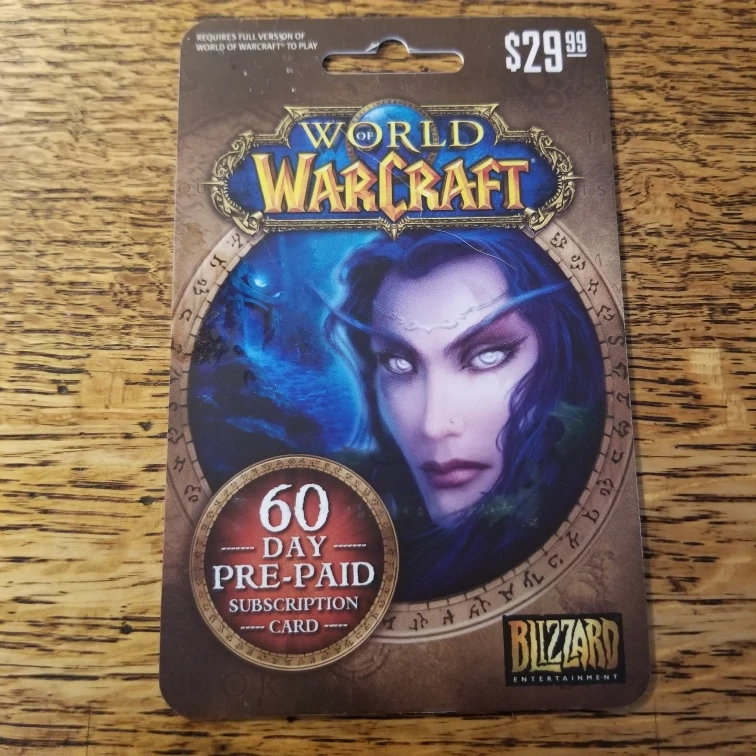 REQUIRES FULL VERSION OF
WORLD OF WARCRAFT® TO PLAY
$29.99
WORLD OF
WARCRAFT®
60
DAY
PRE-PAID
SUBSCRIPTION
CARD
BLIZZARD
ENTERTAINMENT